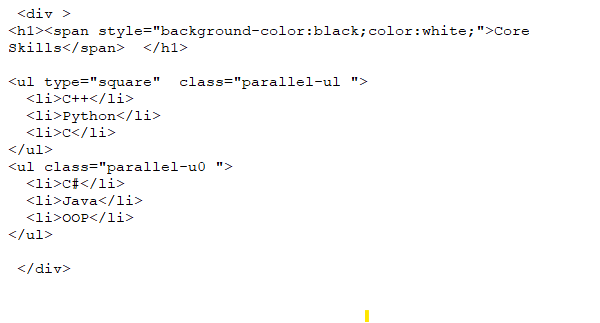 <div >
<h1><span style="background-color:black;color:white;">Core
Skills</span>  </h1>
<ul type="square"  class="parallel-ul ">
<li>C++</li>
<li>Python</li>
<li>C</li>
</ul>
<ul class="parallel-u0 ">
<li>C#</li>
<li>Java</li>
<li>OOP</li>
</ul>
</div>